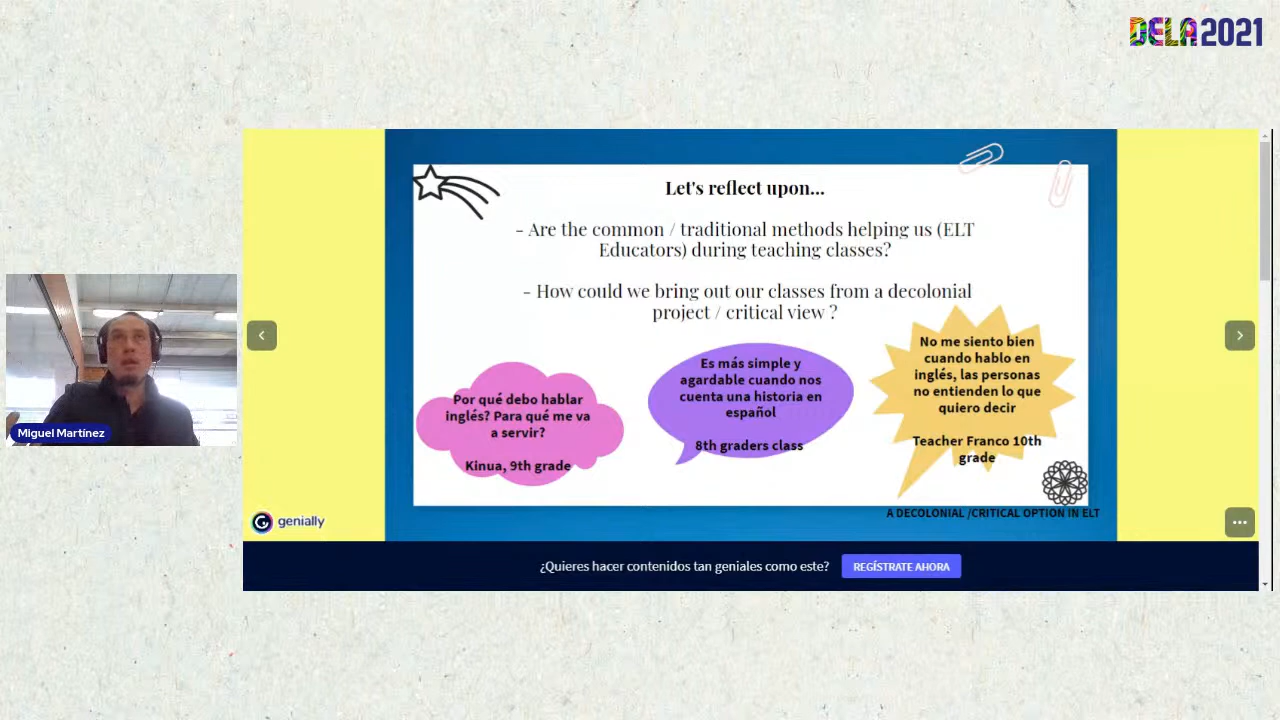 DELA 2021
Let's reflect upon...
- Are the common / traditional methods helping us (ELT
Educators) during teaching classes?
- How could we bring out our classes from a decolonial
project / critical view ?
Por qué debo hablar
inglés? Para qué me va
a servir?
Kinua, 9th grade
Es más simple y
agardable cuando nos
cuenta una historia en
español
8th graders class
No me siento bien
cuando hablo en
inglés, las personas
no entienden lo que
quiero decir
Teacher Franco 10th
grade
A DECOLONIAL /CRITICAL OPTION IN ELT
Miguel Martínez
genially
¿Quieres hacer contenidos tan geniales como este?
REGÍSTRATE AHORA